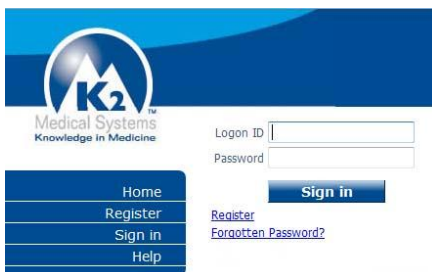 K2
TM
Medical Systems
Knowledge in Medicine
Logon ID
Password
Sign in
Home
Register
Sign in
Help
Register
Forgotten Password?